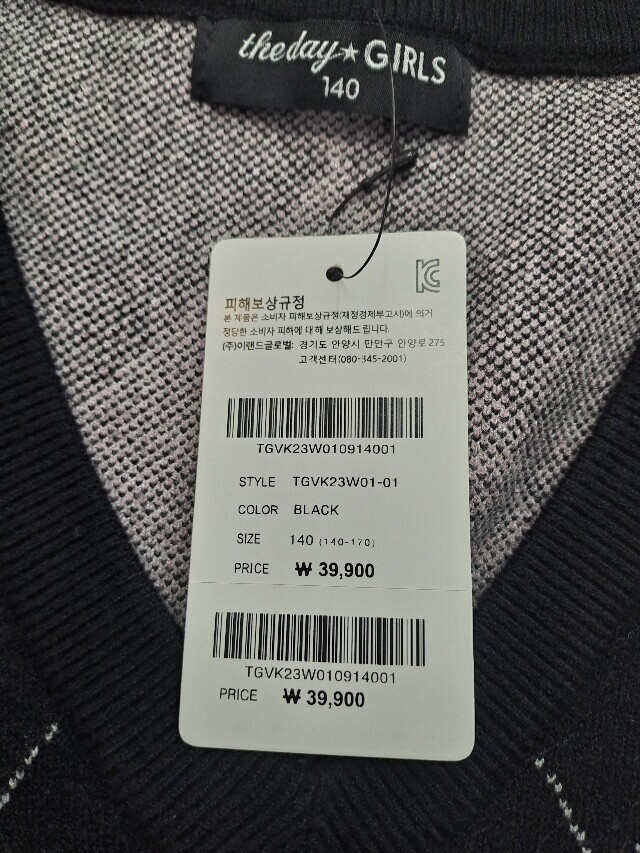 theday★GIRLS
140
피해보상규정
본 제품은 소비자 피해보상규정(재정경제부고시)에 의거
정당한 소비자 피해에 대해 보상해드립니다.
(주)이랜드글로벌: 경기도 안양시 만안구 안양로 275
고객센터(080-345-2001)
TGVK23W010914001
STYLE TGVK23W01-01
COLOR BLACK
SIZE 140 (140-170)
PRICE ₩ 39,900
TGVK23W010914001
PRICE ₩ 39,900